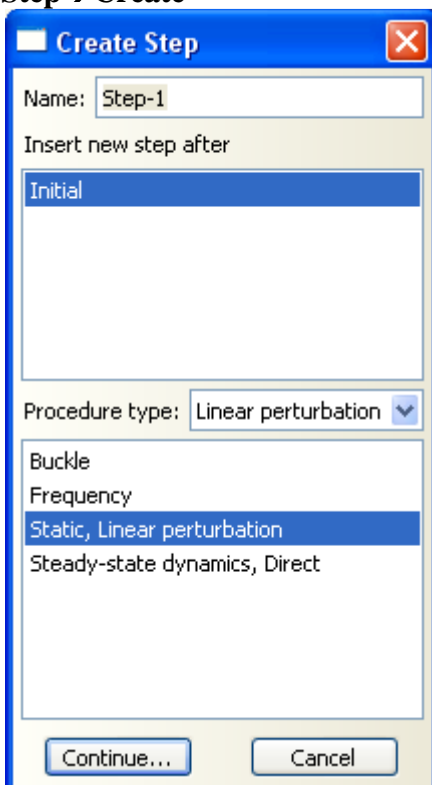 Create Step
Name: Step-1
Insert new step after
Initial
Procedure type: Linear perturbation
Buckle
Frequency
Static, Linear perturbation
Steady-state dynamics, Direct
Continue... Cancel